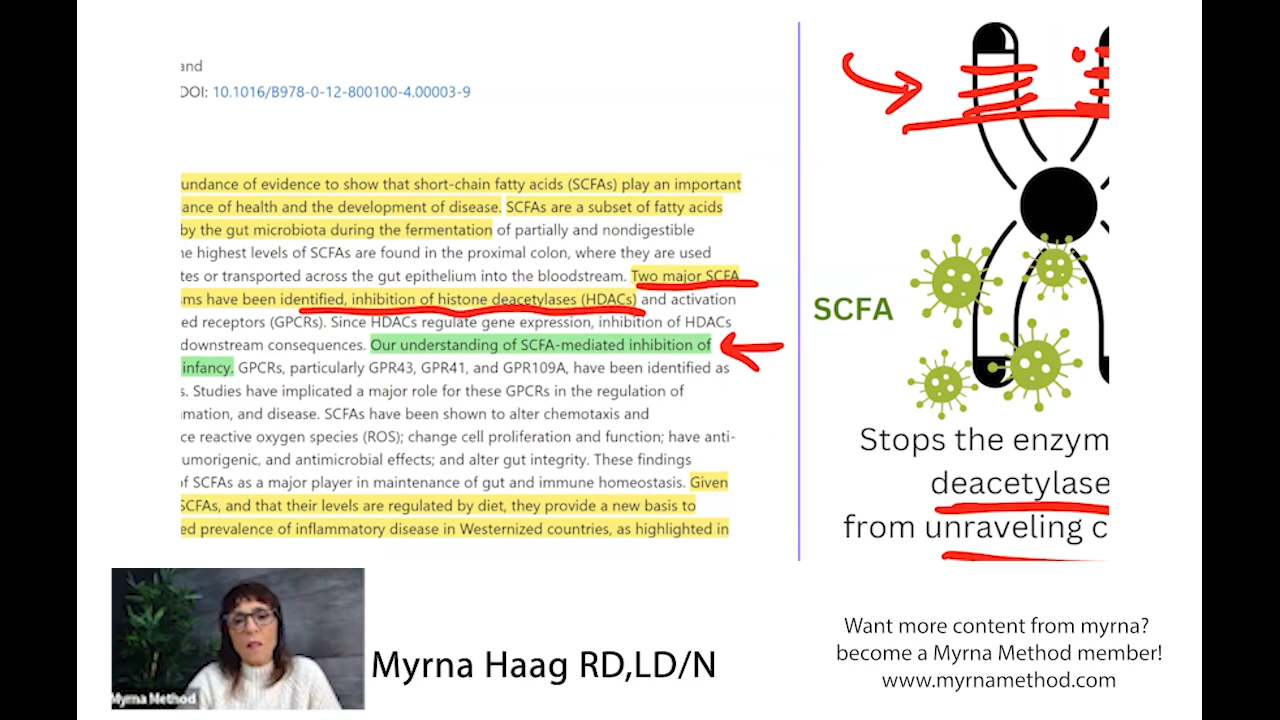 and
DOI: 10.1016/B978-0-12-800100-4.00003-9
undance of evidence to show that short-chain fatty acids (SCFAs) play an important
ance of health and the development of disease. SCFAs are a subset of fatty acids
by the gut microbiota during the fermentation of partially and nondigestible
ne highest levels of SCFAs are found in the proximal colon, where they are used
tes or transported across the gut epithelium into the bloodstream. Two major SCFA
sms have been identified, inhibition of histone deacetylases (HDACs) and activation
ed receptors (GPCRs). Since HDACs regulate gene expression, inhibition of HDACs
downstream consequences. Our understanding of SCFA-mediated inhibition of
infancy. GPCRs, particularly GPR43, GPR41, and GPR109A, have been identified as
s. Studies have implicated a major role for these GPCRs in the regulation of
mation, and disease. SCFAs have been shown to alter chemotaxis and
ce reactive oxygen species (ROS); change cell proliferation and function; have anti-
umorigenic, and antimicrobial effects; and alter gut integrity. These findings
of SCFAs as a major player in maintenance of gut and immune homeostasis. Given
SCFAs, and that their levels are regulated by diet, they provide a new basis to
ed prevalence of inflammatory disease in Westernized countries, as highlighted in
SCFA
Stops the enzym
deacetylase
from unraveling c
Myrna Method
Myrna Haag RD,LD/N
Want more content from myrna?
become a Myrna Method member!
www.myrnamethod.com